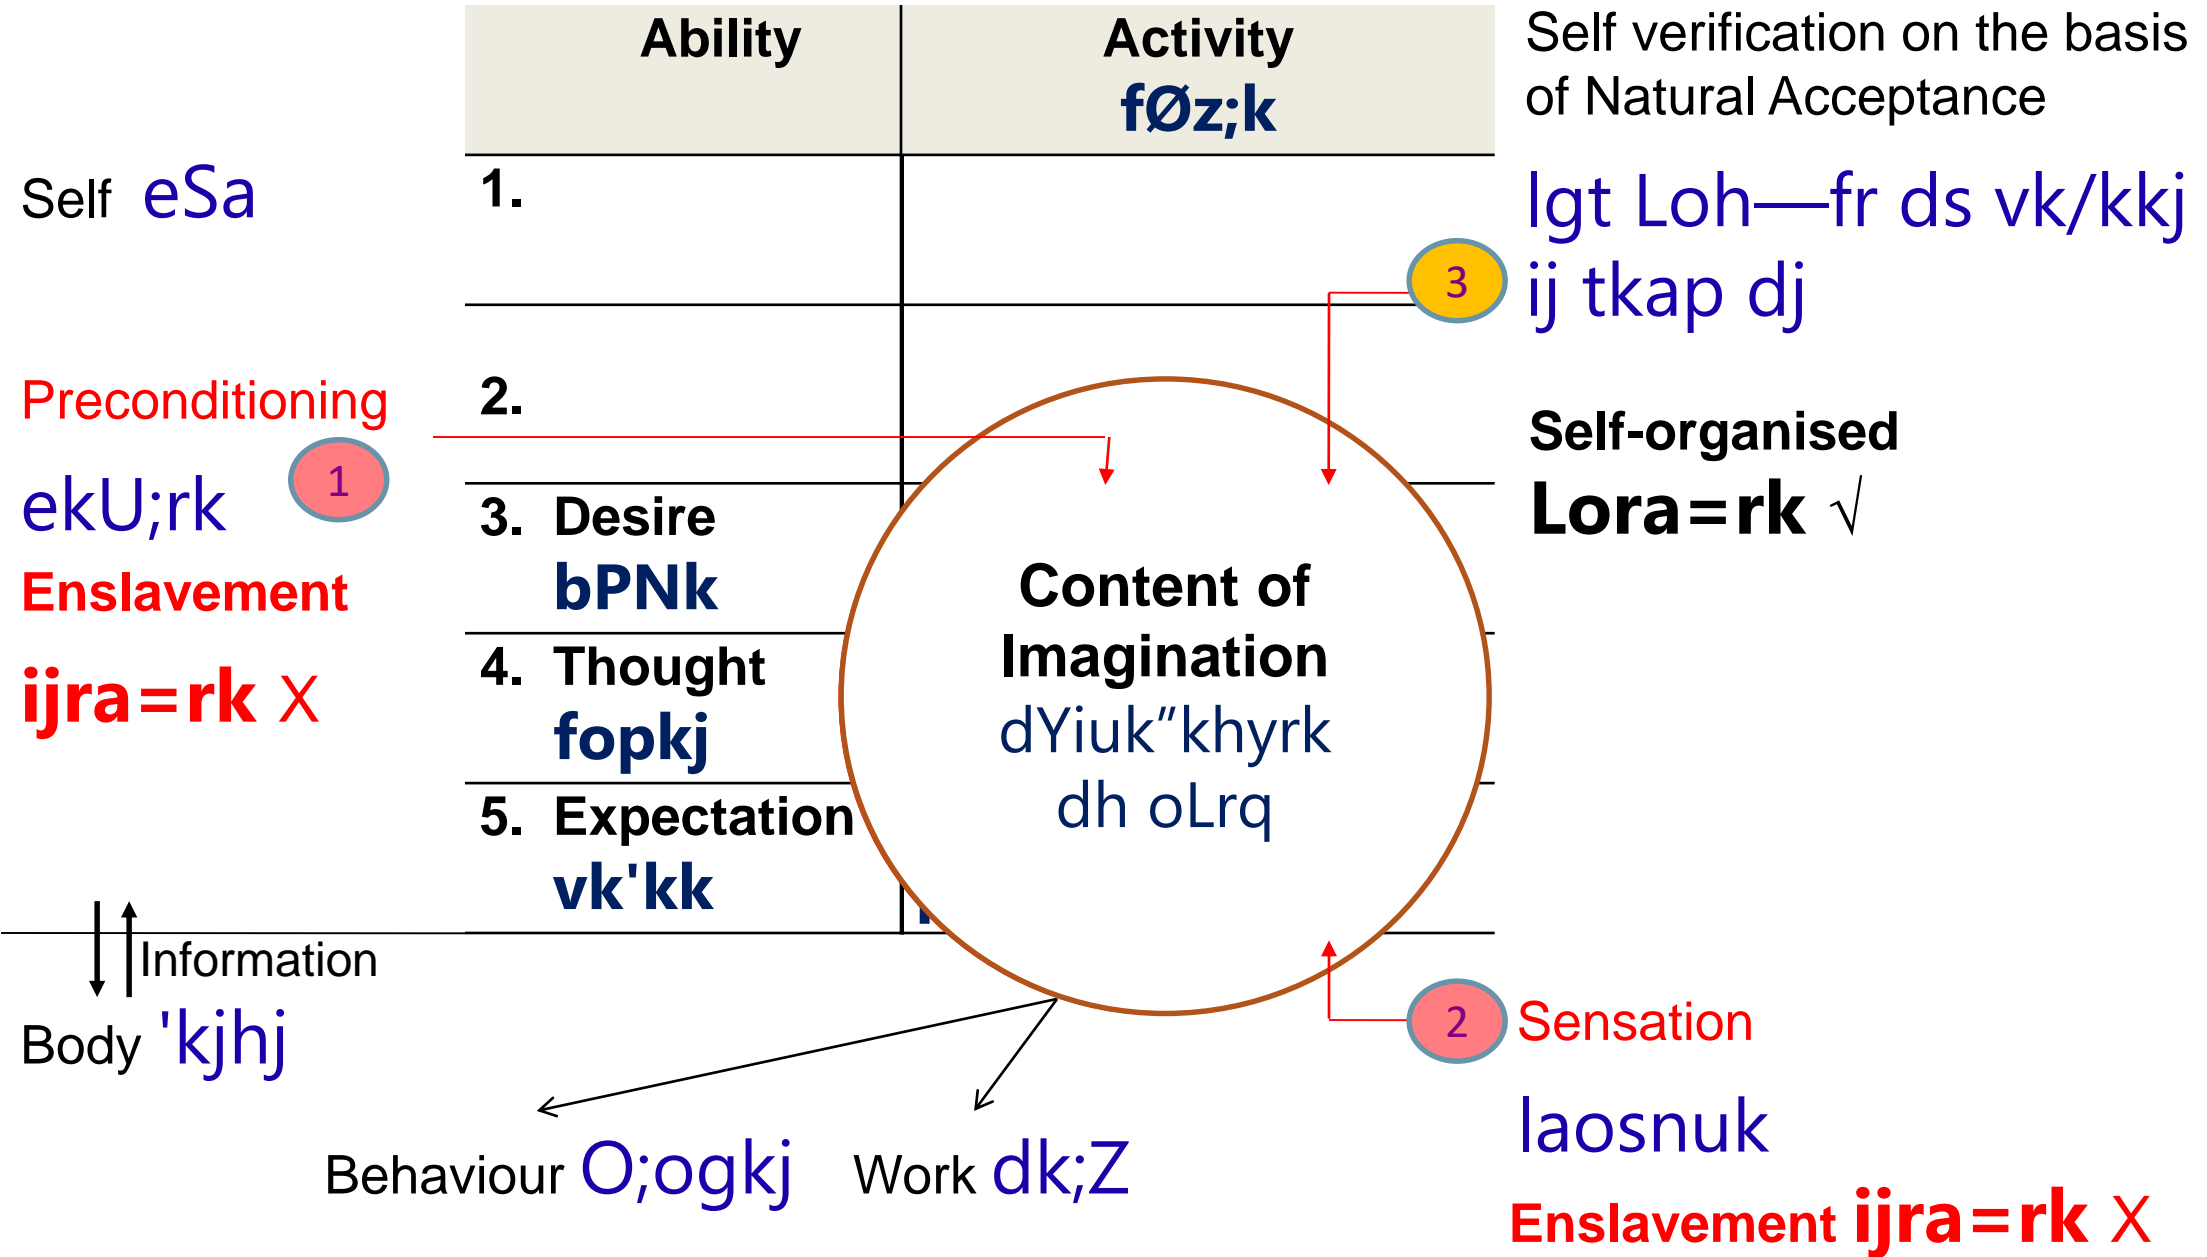 Ability
Activity
fØz;k
Self verification on the basis
of Natural Acceptance
lgt Loh—fr ds vk/kkj
ij tkap dj
Self eSa
1.
3
2.
Preconditioning
1
ekU;rk
Enslavement
ijra=rk X
Self-organised
Lora=rk √
3. Desire
bPNk
4. Thought
fopkj
5. Expectation
vk'kk
Content of
Imagination
dYiuk"khyrk
dh oLrq
Information
Body 'kjhj
2
Sensation
laosnuk
Enslavement ijra=rk X
Behaviour O;ogkj
Work dk;Z